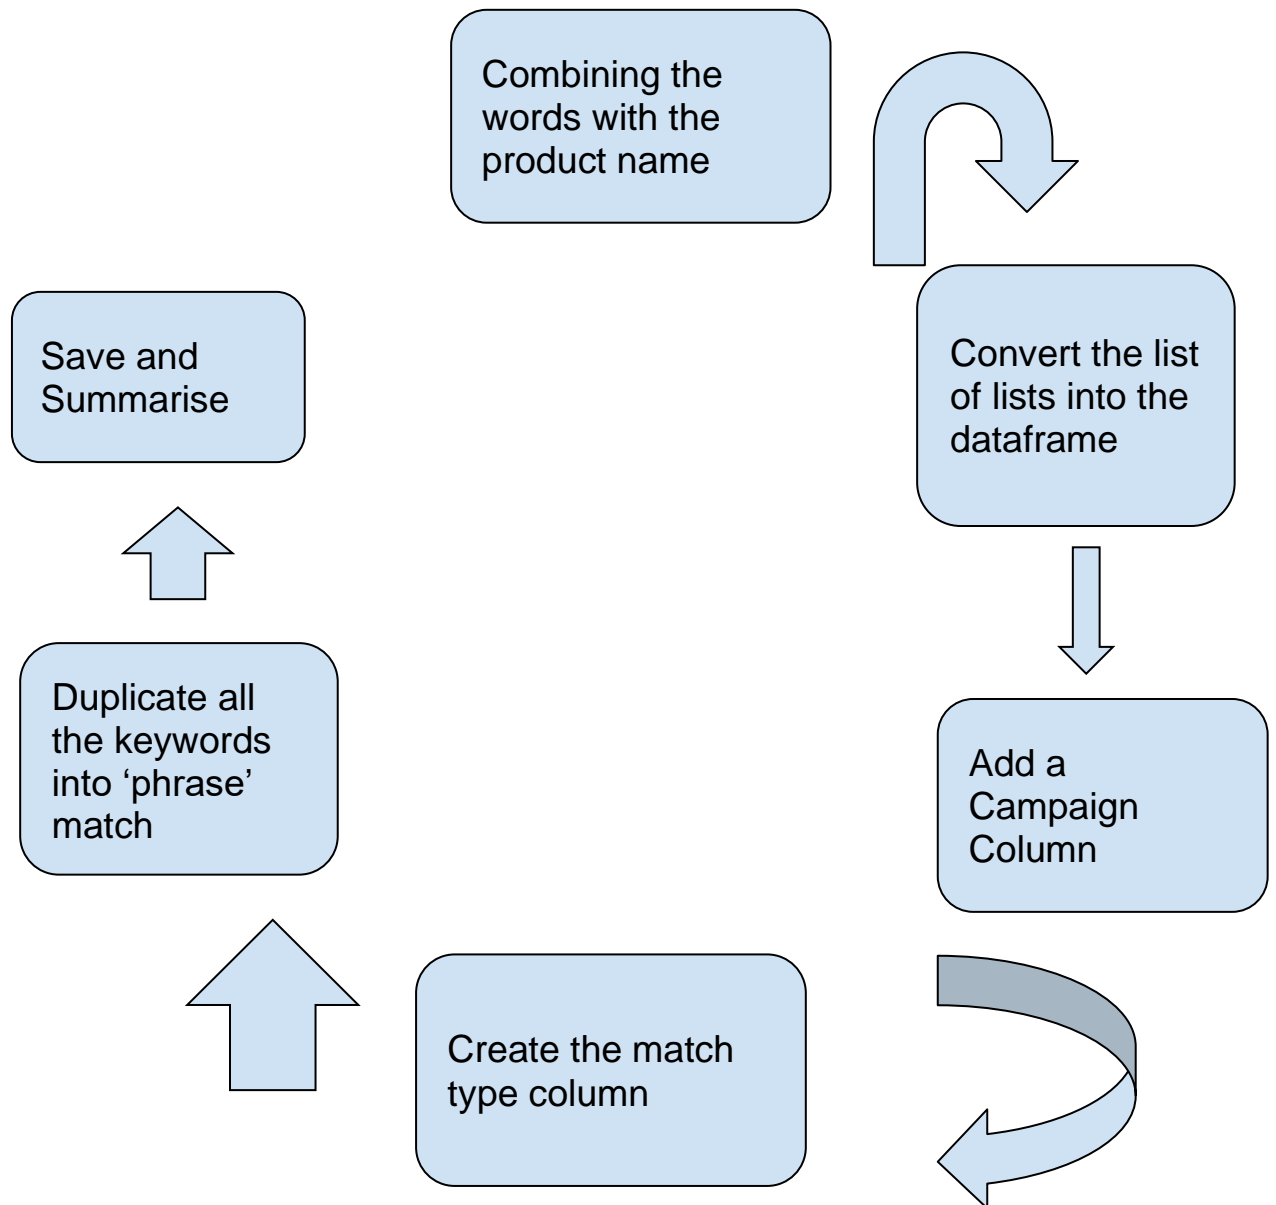 Combining the
words with the
product name
Convert the list
of lists into the
dataframe
Add a
Campaign
Column
Create the match
type column
Duplicate all
the keywords
into ‘phrase’
match
Save and
Summarise